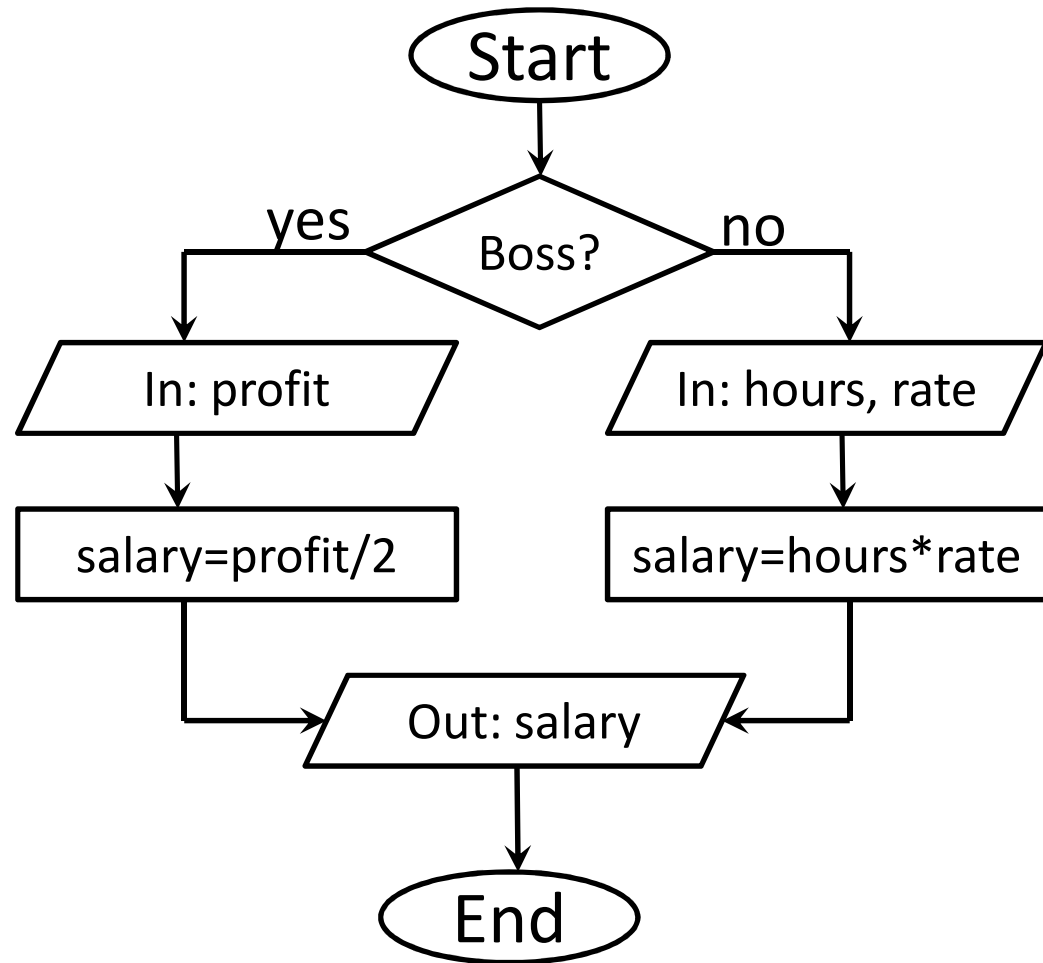 Start
yes
no
Boss?
In: profit
In: hours, rate
salary=profit/2
salary=hours*rate
Out: salary
End